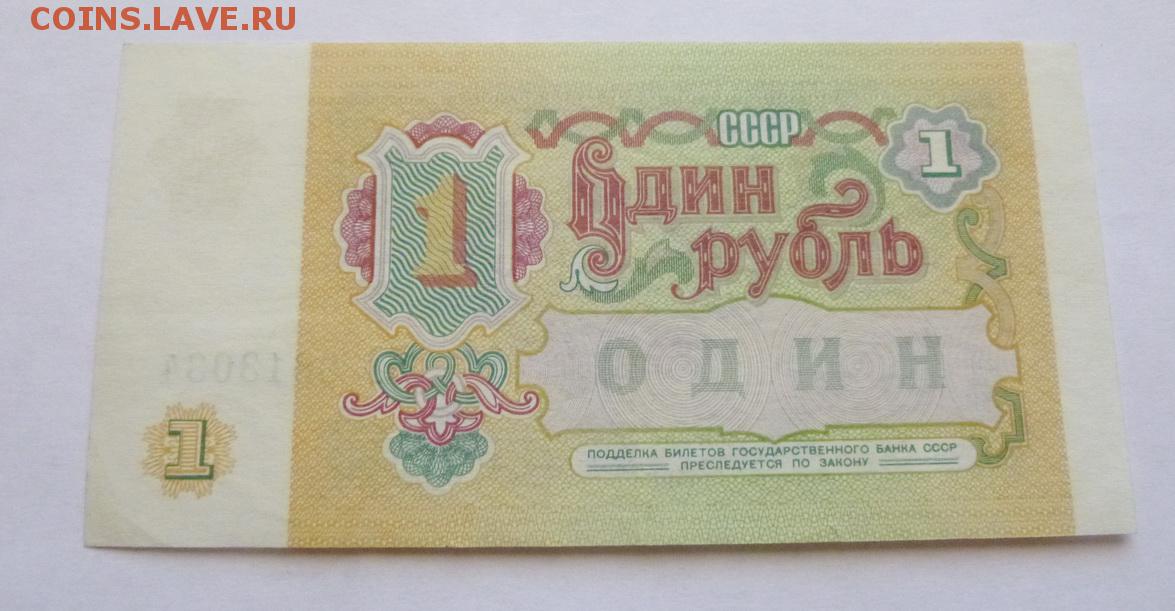 COINS.LAVE.RU
СССР
1
1
Один
рубль
ОДИН
ПОДДЕЛКА БИЛЕТОВ ГОСУДАРСТВЕННОГО БАНКА СССР
ПРЕСЛЕДУЕТСЯ ПО ЗАКОНУ
1